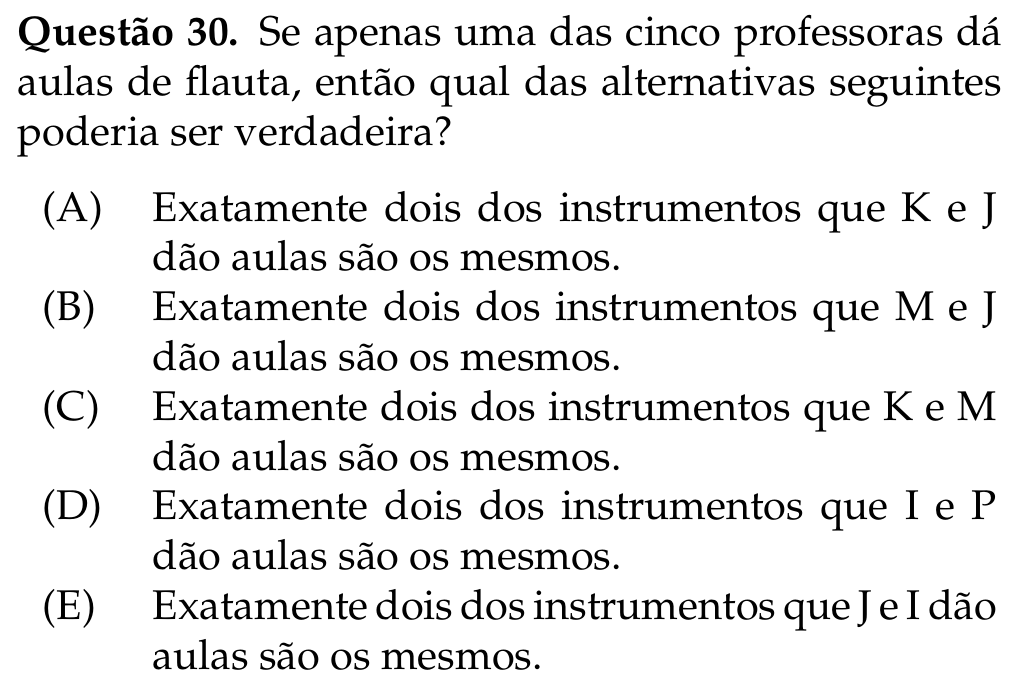 Questão 30. Se apenas uma das cinco professoras dá
aulas de flauta, então qual das alternativas seguintes
poderia ser verdadeira?
(A) Exatamente dois dos instrumentos que K e J
dão aulas são os mesmos.
(B) Exatamente dois dos instrumentos que M e J
dão aulas são os mesmos.
(C) Exatamente dois dos instrumentos que K e M
dão aulas são os mesmos.
(D) Exatamente dois dos instrumentos que I e P
dão aulas são os mesmos.
(E) Exatamente dois dos instrumentos que J e I dão
aulas são os mesmos.